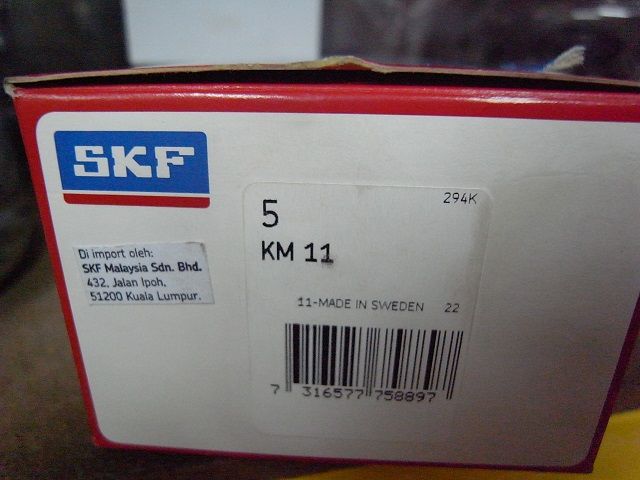 SKF
294K
5
KM 11
Di import oleh:
SKF Malaysia Sdn. Bhd.
432, Jalan Ipoh,
51200 Kuala Lumpur.
11-MADE IN SWEDEN 22
7 316577 758897